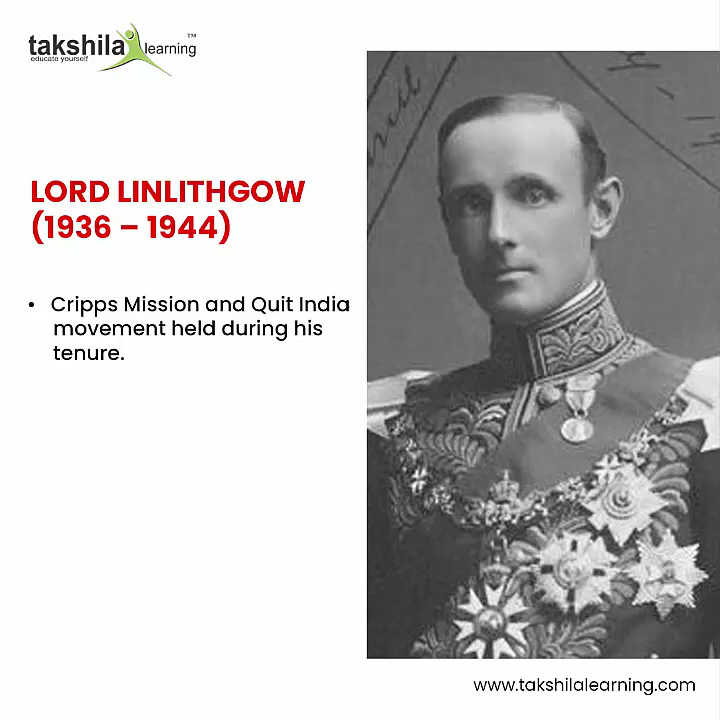 takshila learning™
educate yourself
LORD LINLITHGOW
(1936 – 1944)
• Cripps Mission and Quit India
movement held during his
tenure.
www.takshilalearning.com